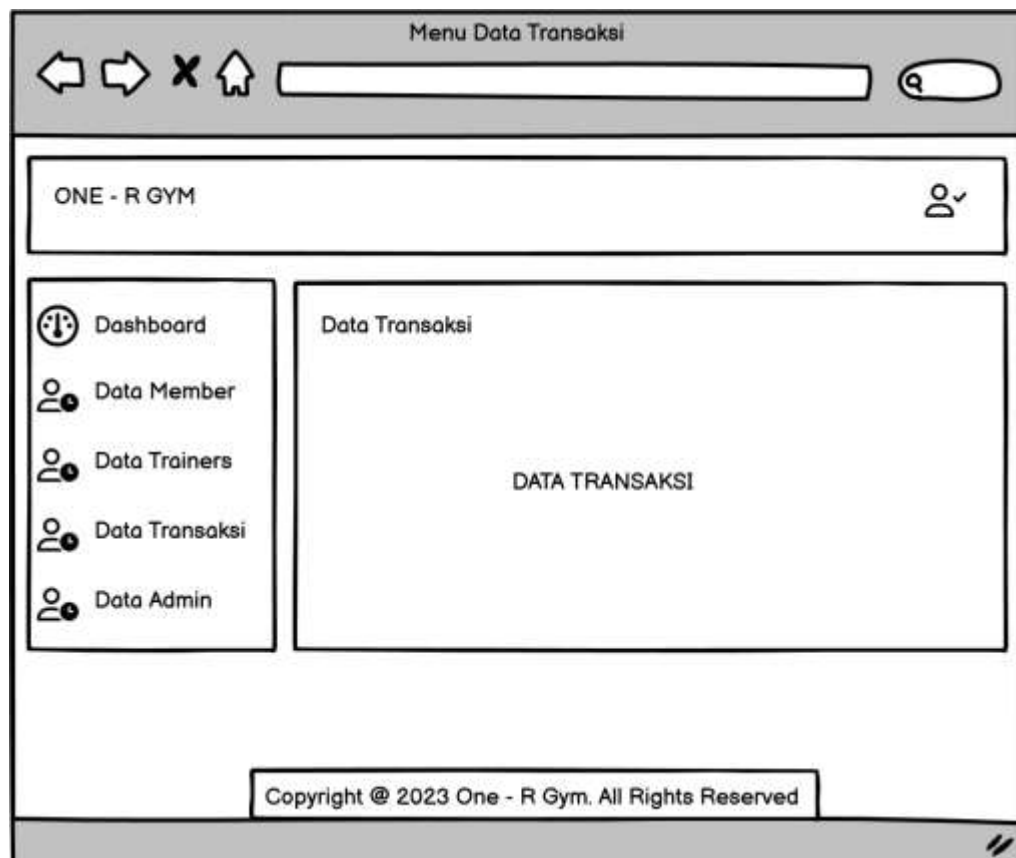 Menu Data Transaksi
ONE - R GYM
Dashboard
Data Member
Data Trainers
Data Transaksi
Data Admin
Data Transaksi
DATA TRANSAKSI
Copyright @ 2023 One - R Gym. All Rights Reserved